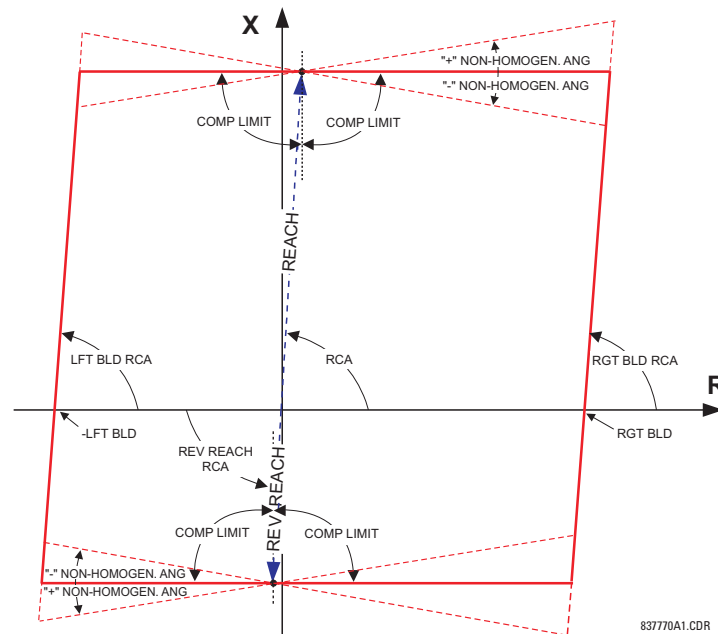 X
"+" NON-HOMOGEN. ANG
"-" NON-HOMOGEN. ANG
COMP LIMIT
COMP LIMIT
REACH
LFT BLD RCA
RCA
RGT BLD RCA
R
-LFT BLD
RGT BLD
REV REACH
RCA
REV REACH
COMP LIMIT
COMP LIMIT
"-" NON-HOMOGEN. ANG
"+" NON-HOMOGEN. ANG
837770A1.CDR